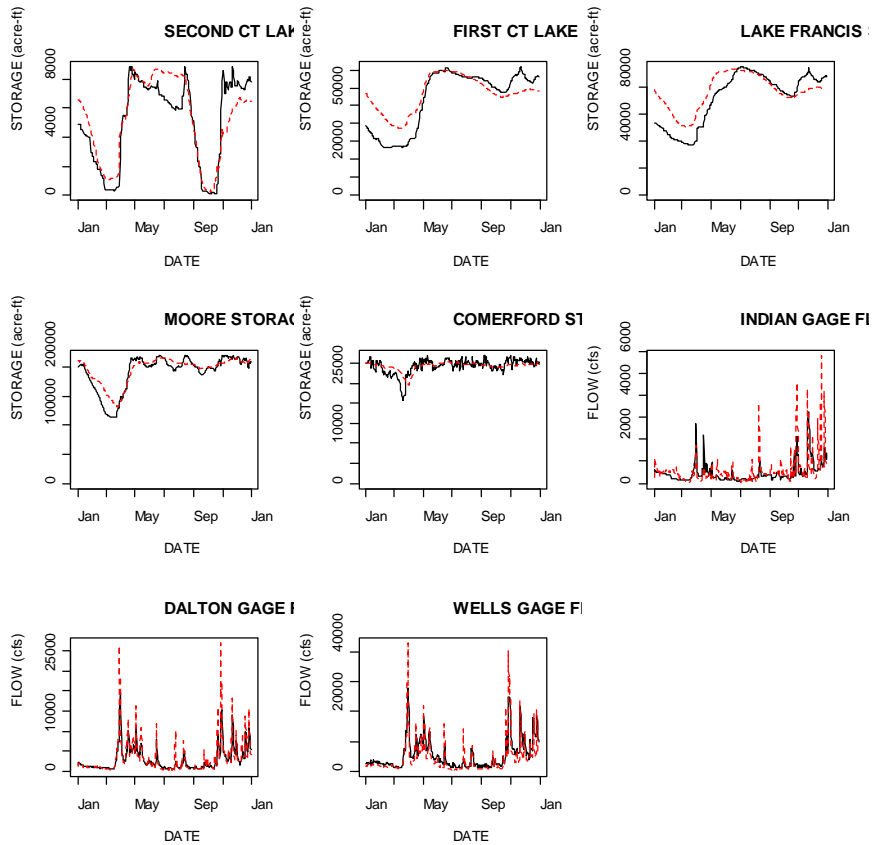 SECOND CT LAK
STORAGE (acre-ft)
8000
4000
0
Jan May Sep Jan
DATE
FIRST CT LAKE
STORAGE (acre-ft)
50000
20000
0
Jan May Sep Jan
DATE
LAKE FRANCIS
STORAGE (acre-ft)
80000
40000
0
Jan May Sep Jan
DATE
MOORE STORAG
STORAGE (acre-ft)
200000
100000
0
Jan May Sep Jan
DATE
COMERFORD ST
STORAGE (acre-ft)
25000
10000
0
Jan May Sep Jan
DATE
INDIAN GAGE FL
FLOW (cfs)
6000
4000
2000
0
Jan May Sep Jan
DATE
DALTON GAGE F
FLOW (cfs)
25000
10000
0
Jan May Sep Jan
DATE
WELLS GAGE FL
FLOW (cfs)
40000
20000
0
Jan May Sep Jan
DATE